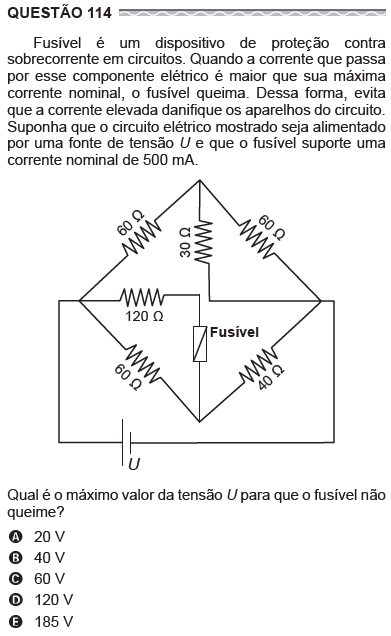 QUESTÃO 114
Fusível é um dispositivo de proteção contra
sobrecorrente em circuitos. Quando a corrente que passa
por esse componente elétrico é maior que sua máxima
corrente nominal, o fusível queima. Dessa forma, evita
que a corrente elevada danifique os aparelhos do circuito.
Suponha que o circuito elétrico mostrado seja alimentado
por uma fonte de tensão U e que o fusível suporte uma
corrente nominal de 500 mA.
60 Ω
30 Ω
60 Ω
120 Ω
Fusível
60 Ω
40 Ω
U
Qual é o máximo valor da tensão U para que o fusível não
queime?
A 20 V
B 40 V
C 60 V
D 120 V
E 185 V